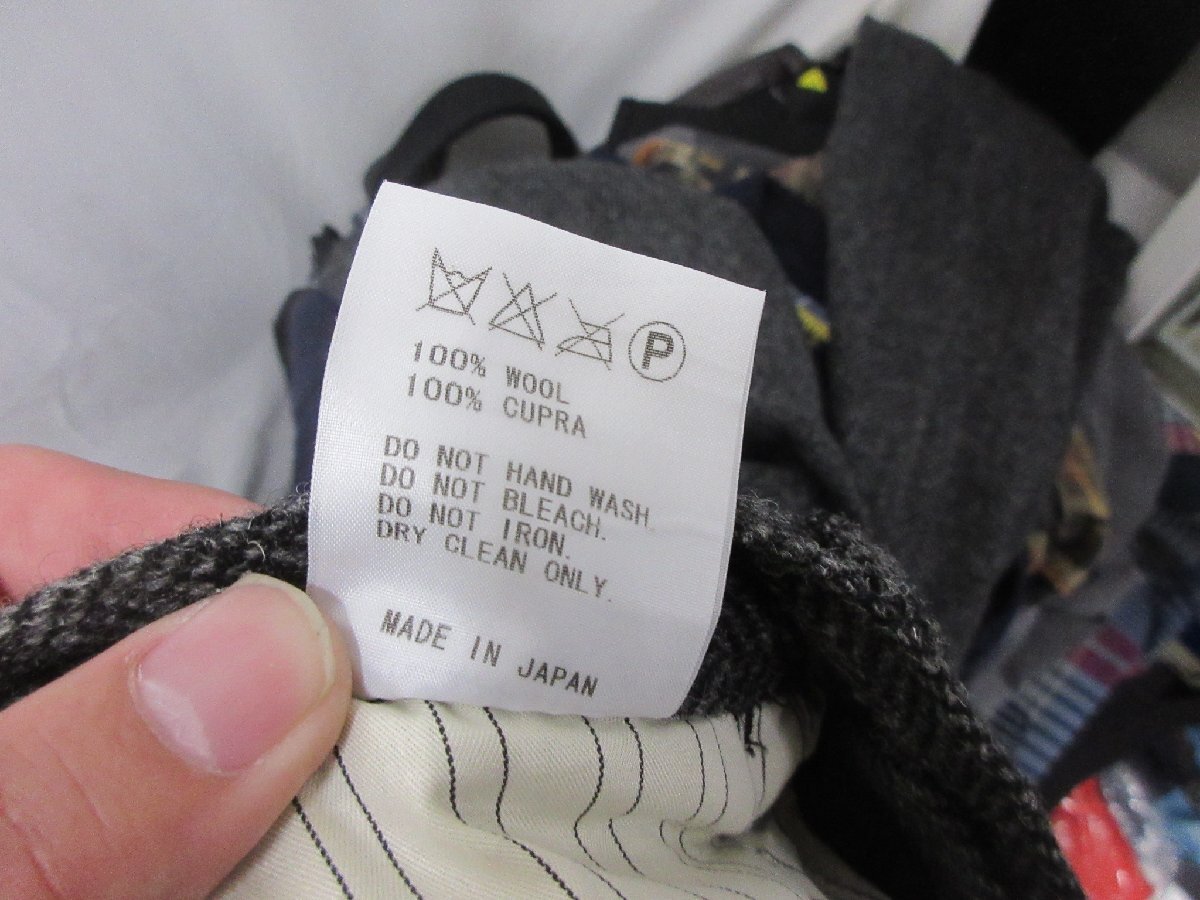 P
100% WOOL
100% CUPRA
DO NOT HAND WASH.
DO NOT BLEACH.
DO NOT IRON.
DRY CLEAN ONLY.
MADE IN JAPAN